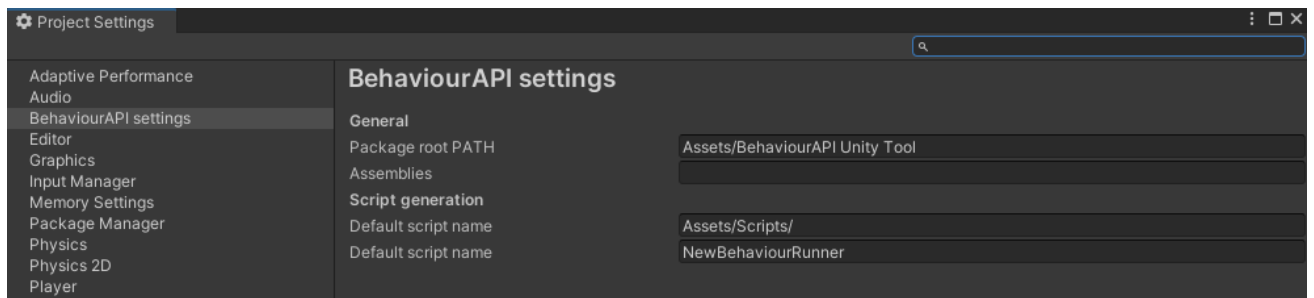 Project Settings
Adaptive Performance
Audio
BehaviourAPI settings
Editor
Graphics
Input Manager
Memory Settings
Package Manager
Physics
Physics 2D
Player
BehaviourAPI settings
General
Package root PATH Assets/BehaviourAPI Unity Tool
Assemblies
Script generation
Default script name Assets/Scripts/
Default script name NewBehaviourRunner